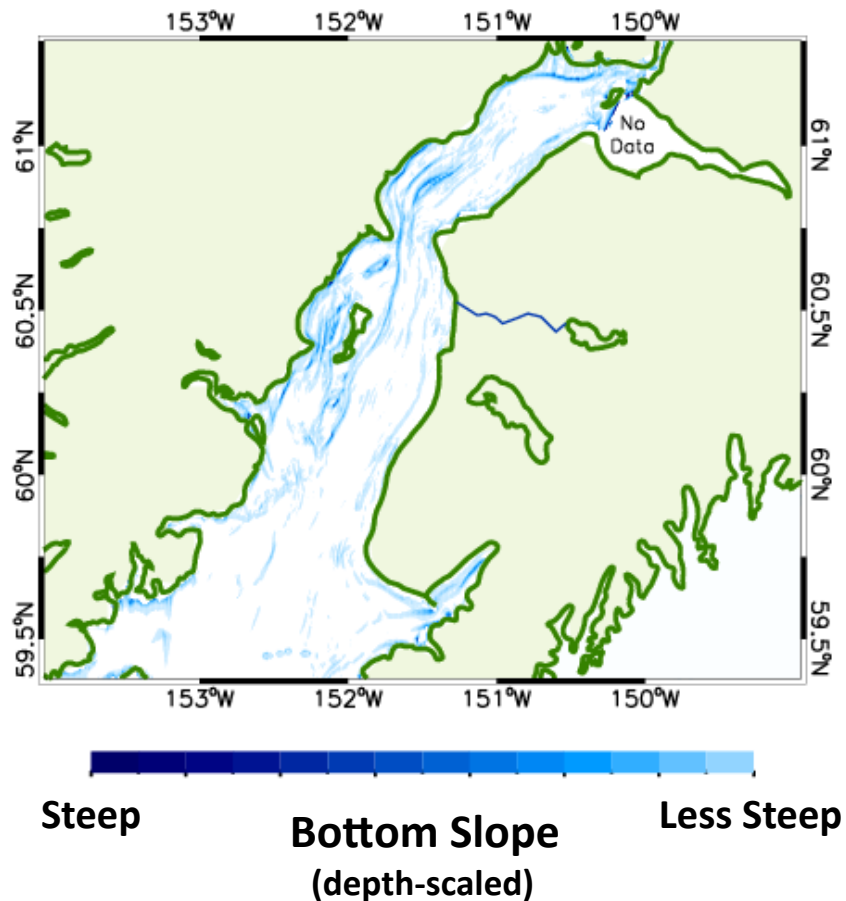 153°W 152°W 151°W 150°W
61°N 61°N
No
Data
60.5°N 60.5°N
60°N 60°N
59.5°N 59.5°N
153°W 152°W 151°W 150°W
Steep Less Steep
Bottom Slope
(depth-scaled)